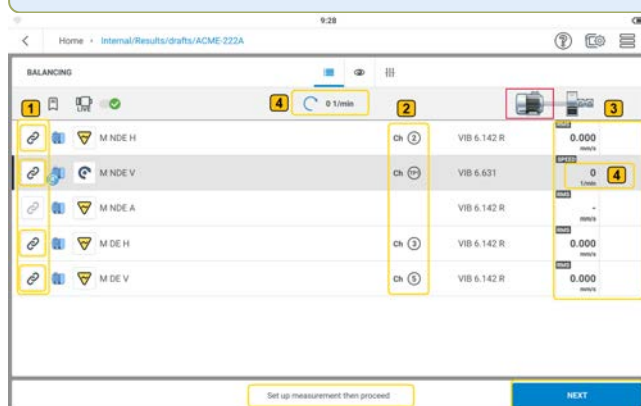 9:28
Home • Internal/Results/drafts/ACME-222A
BALANCING
1 LIVE 4 0 1/min 2 3
M NDE H Ch 2 VIB 6.142 R RMS 0.000 mm/s
M NDE V Ch VIB 6.631 SPEED 0 1/min 4
M NDE A VIB 6.142 R RMS - mm/s
M DE H Ch 3 VIB 6.142 R RMS 0.000 mm/s
M DE V Ch 5 VIB 6.142 R RMS 0.000 mm/s
Set up measurement then proceed NEXT